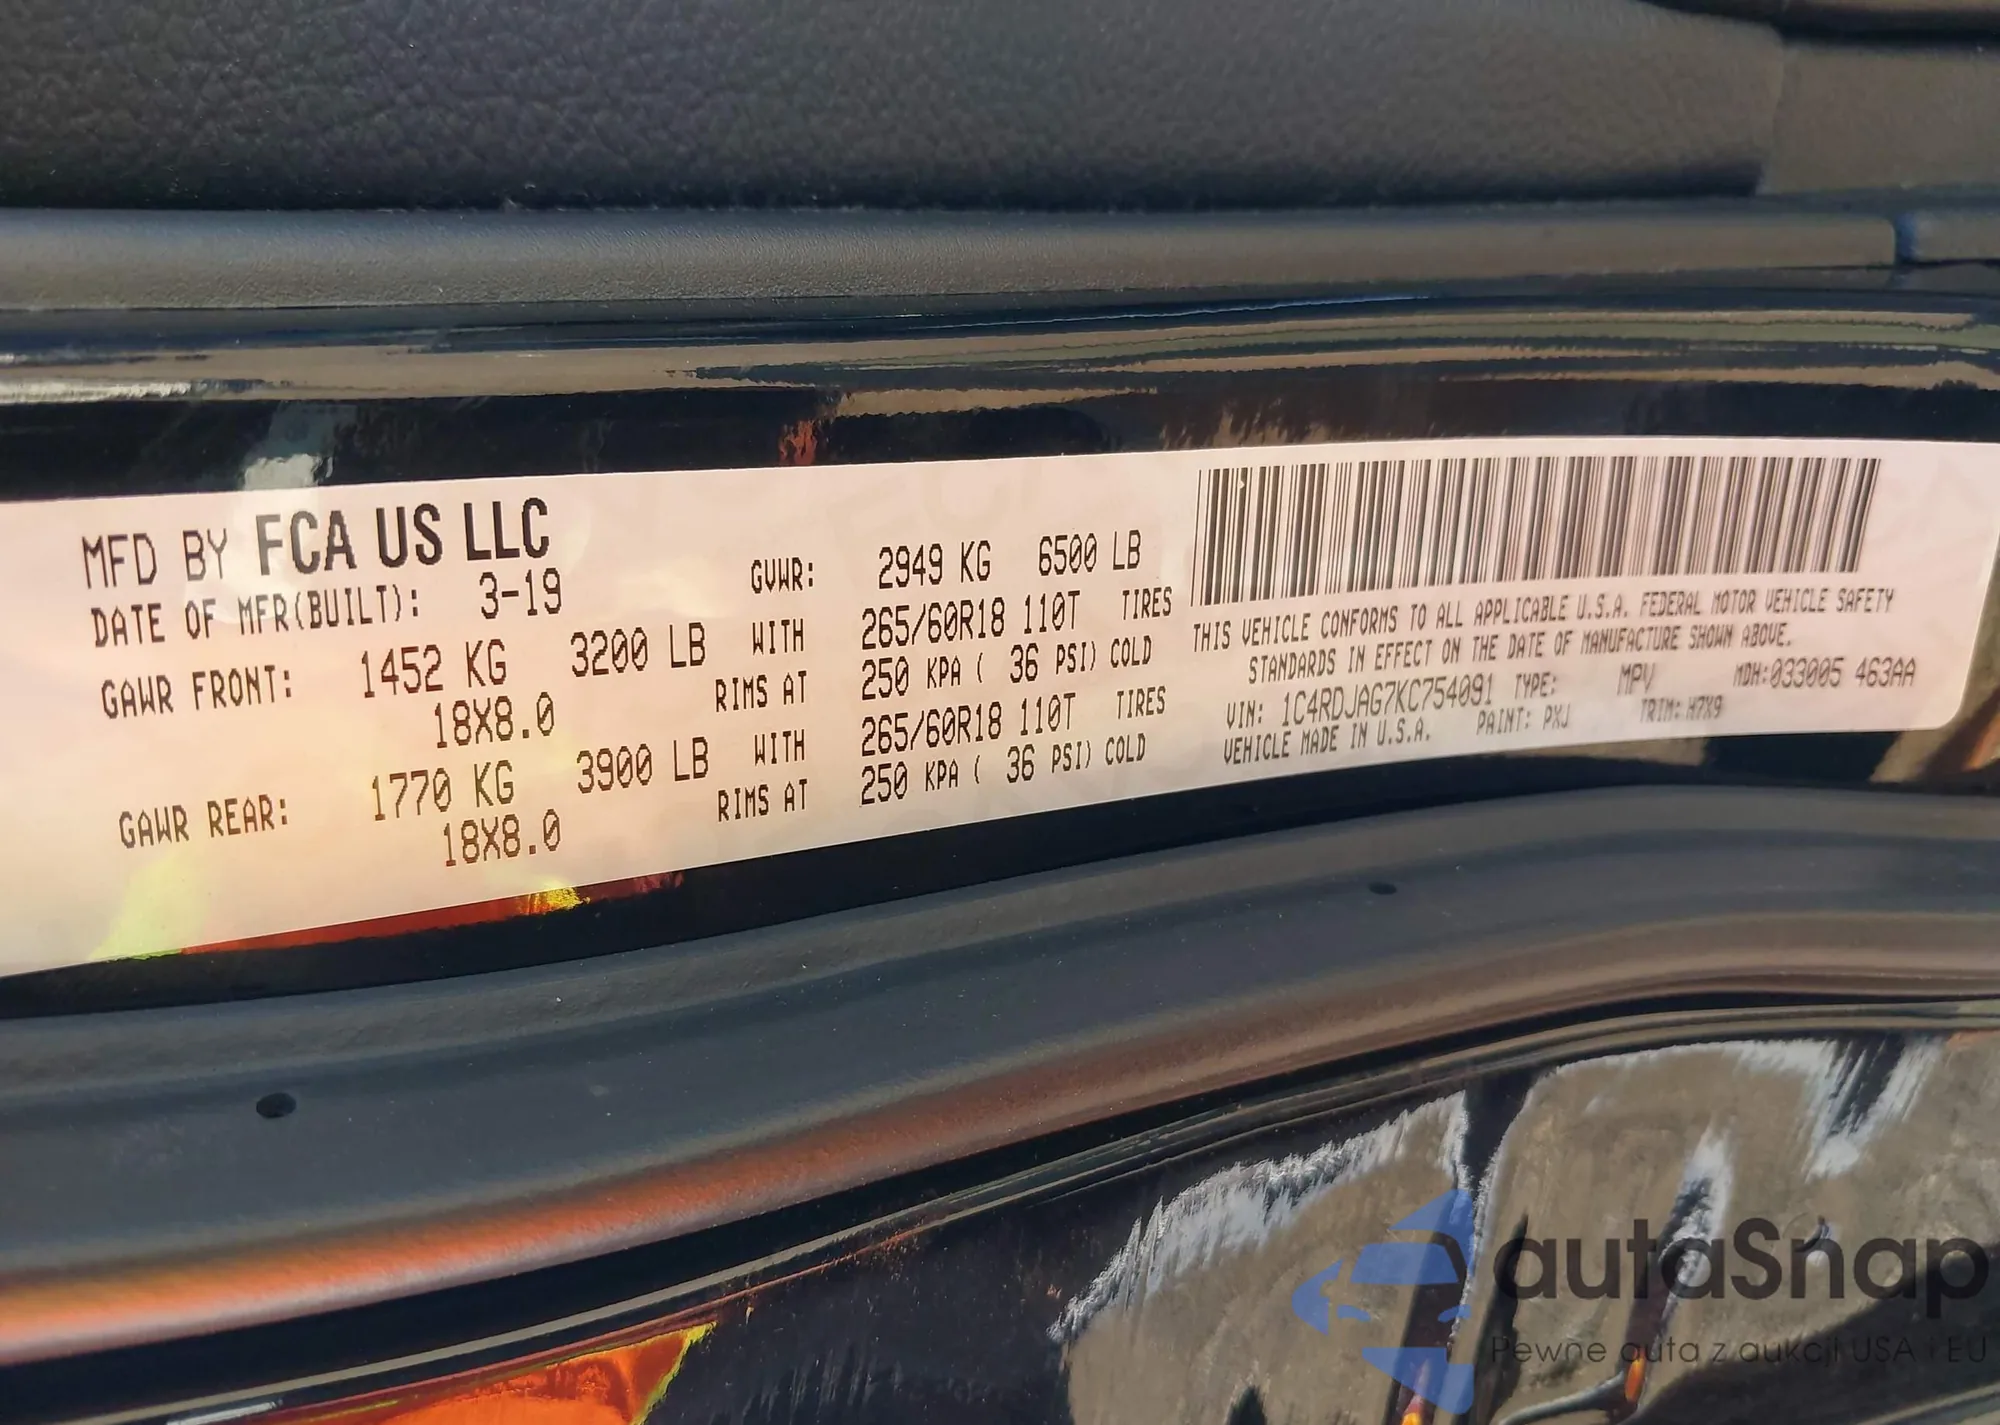 MFD BY FCA US LLC
DATE OF MFR(BUILT): 3-19
GVWR: 2949 KG 6500 LB
GAWR FRONT: 1452 KG 3200 LB WITH 265/60R18 110T TIRES
18X8.0 RIMS AT 250 KPA ( 36 PSI) COLD
GAWR REAR: 1770 KG 3900 LB WITH 265/60R18 110T TIRES
18X8.0 RIMS AT 250 KPA ( 36 PSI) COLD
THIS VEHICLE CONFORMS TO ALL APPLICABLE U.S.A. FEDERAL MOTOR VEHICLE SAFETY
STANDARDS IN EFFECT ON THE DATE OF MANUFACTURE SHOWN ABOVE.
VIN: 1C4RDJAG7KC754091 TYPE: MPV MDH:033005 463AA
VEHICLE MADE IN U.S.A. PAINT: PXJ TRIM: H7X9
autaSnap
Pewne auta z aukcji USA i EU